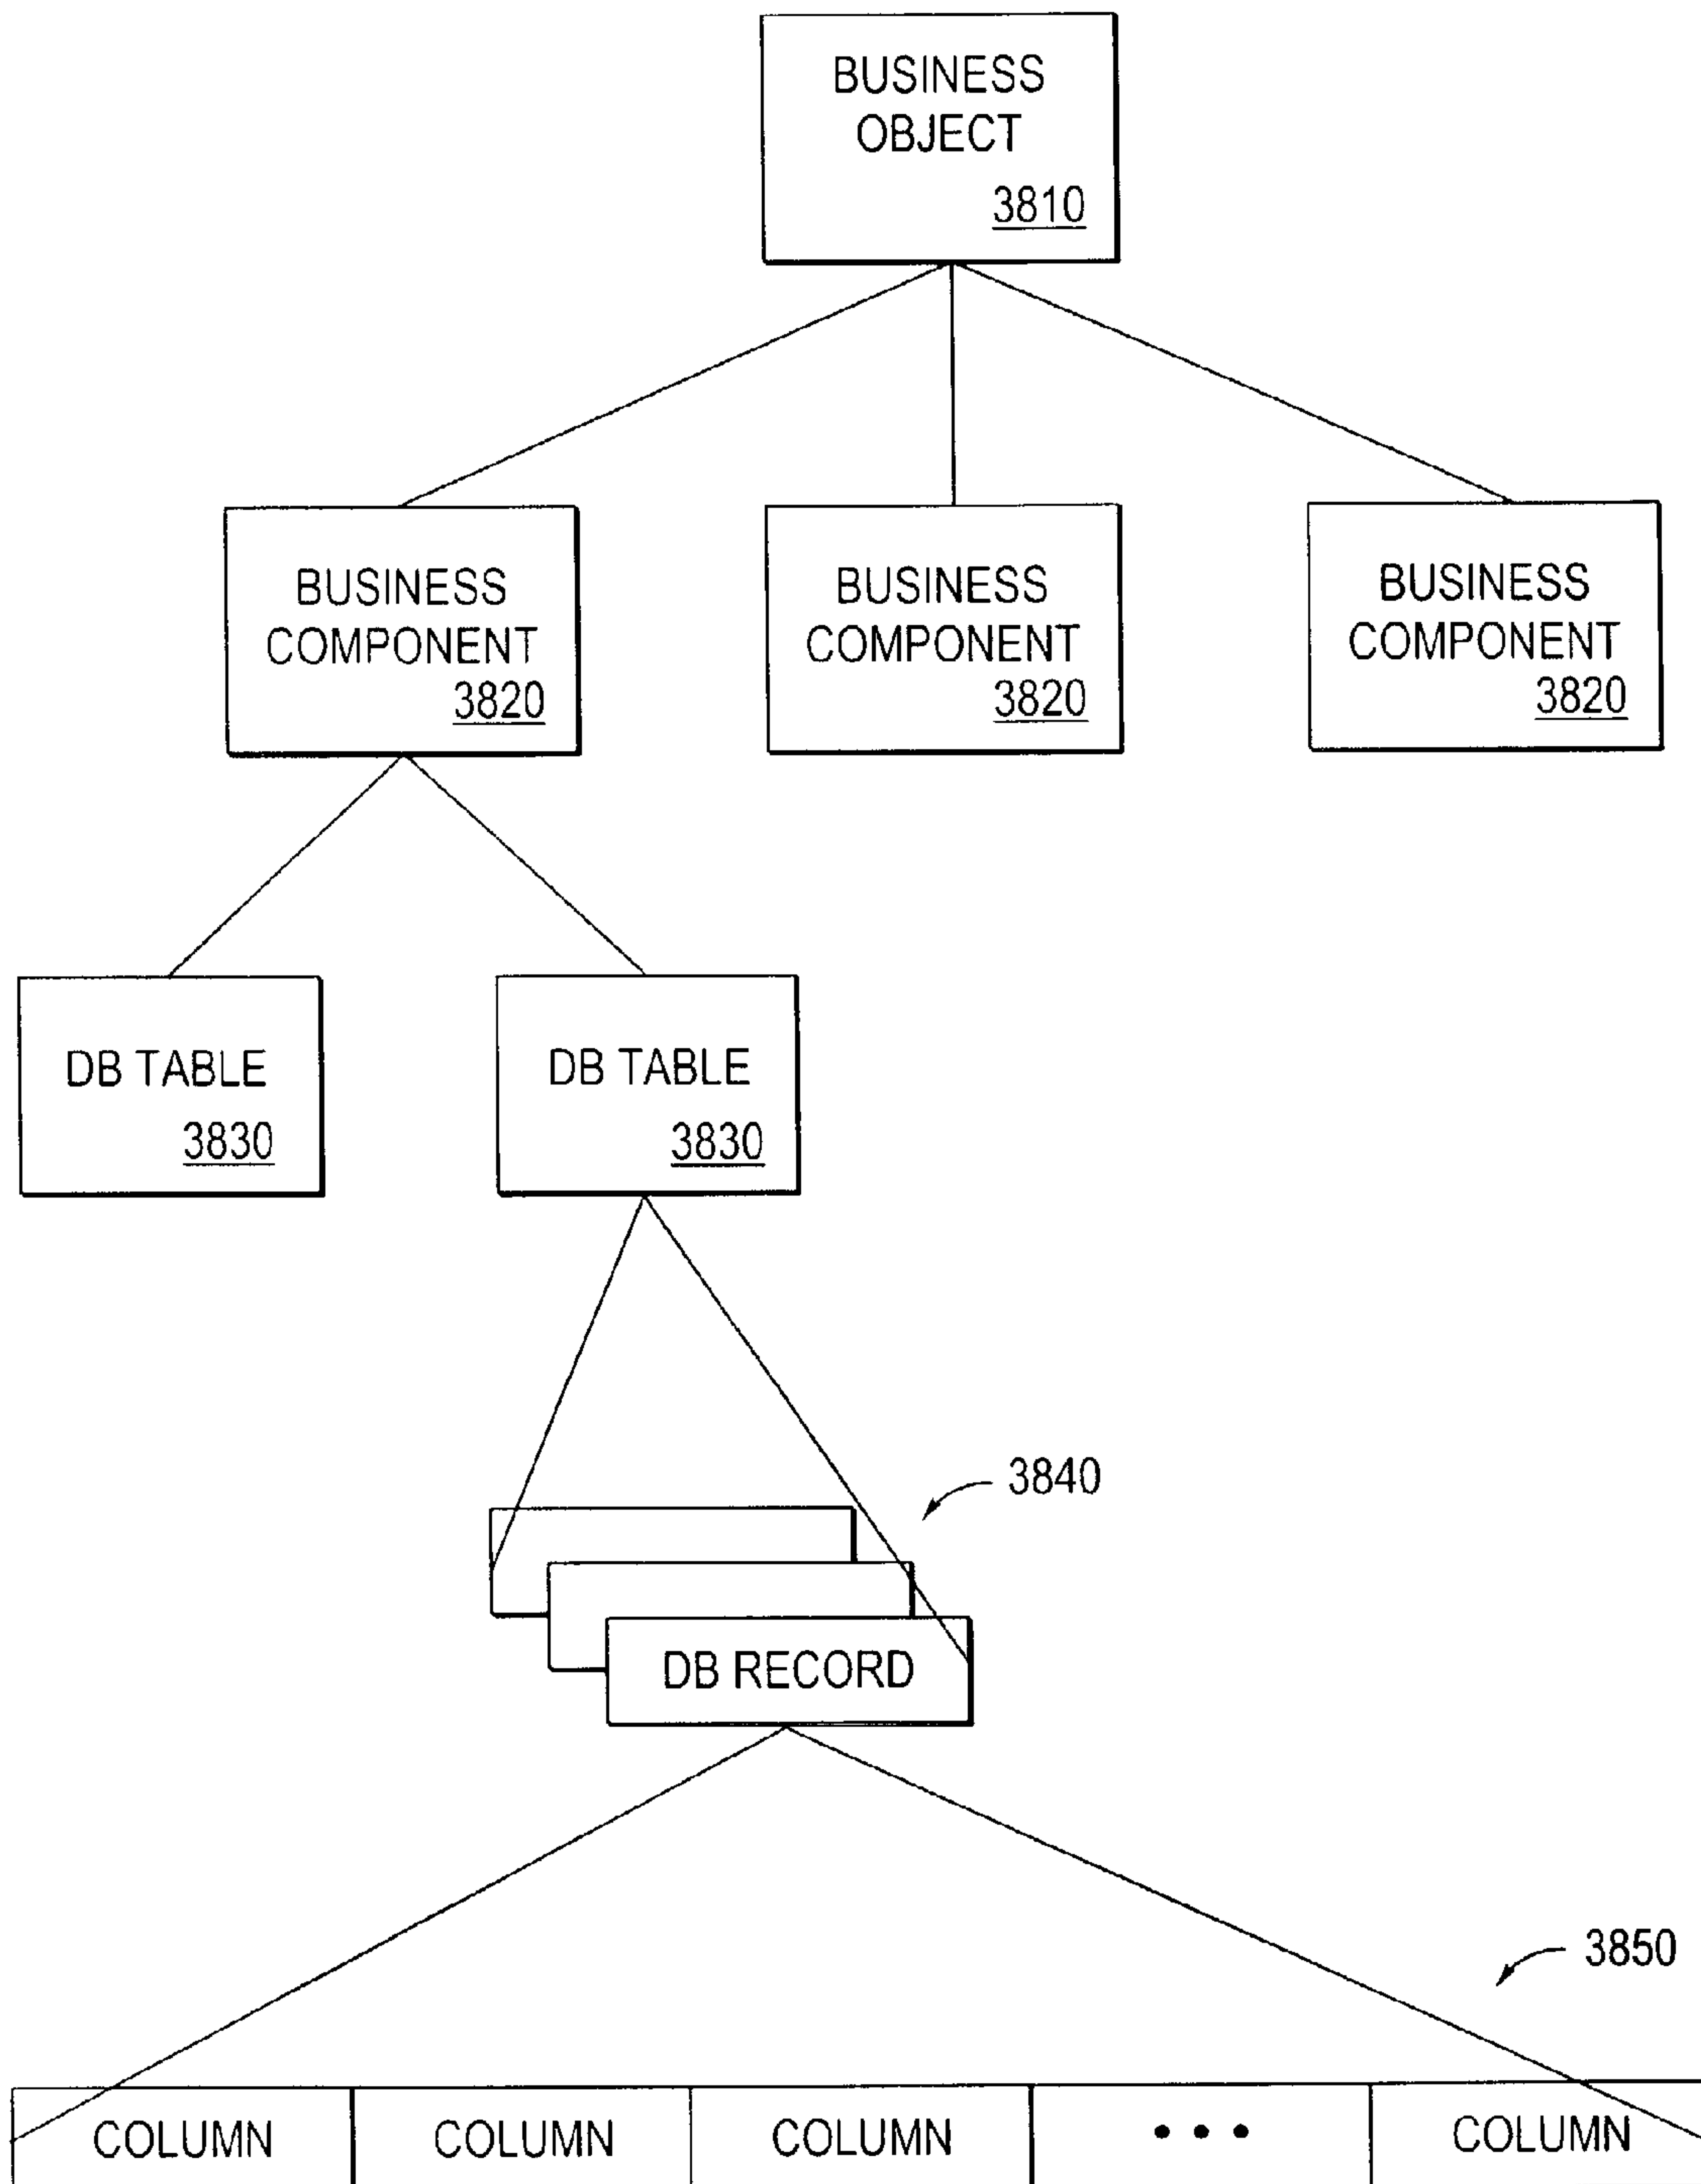 BUSINESS
OBJECT
3810
BUSINESS
COMPONENT
3820
BUSINESS
COMPONENT
3820
BUSINESS
COMPONENT
3820
DB TABLE
3830
DB TABLE
3830
3840
DB RECORD
3850
COLUMN
COLUMN
COLUMN
• • •
COLUMN